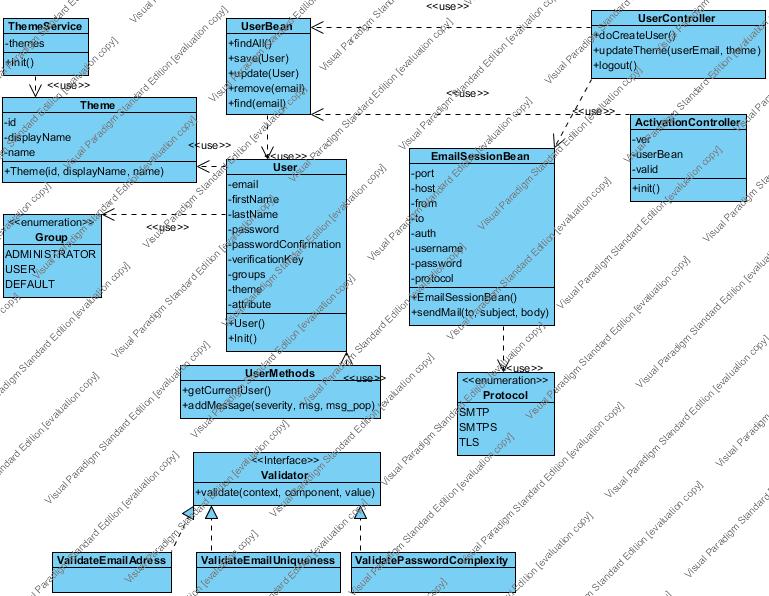 ThemeService
-themes
+Init()
<<use>>
Theme
-id
-displayName
-name
+Theme(id, displayName, name)
<<enumeration>>
Group
ADMINISTRATOR
USER
DEFAULT
UserBean
+findAll()
+save(User)
+update(User)
+remove(email)
+find(email)
<<use>>
<<use>>
<<use>>
<<use>>
<<use>>
User
-email
-firstName
-lastName
-password
-passwordConfirmation
-verificationKey
-groups
-theme
-attribute
+User()
+Init()
UserMethods
<<use>>
+getCurrentUser()
+addMessage(severity, msg, msg_pop)
UserController
+doCreateUser()
+updateTheme(userEmail, theme)
+logout()
<<use>>
ActivationController
-ver
-userBean
-valid
+init()
EmailSessionBean
-port
-host
-from
-to
-auth
-username
-password
-protocol
+EmailSessionBean()
+sendMail(to, subject, body)
<<use>>
<<enumeration>>
Protocol
SMTP
SMTPS
TLS
<<Interface>>
Validator
+validate(context, component, value)
ValidateEmailAdress
ValidateEmailUniqueness
ValidatePasswordComplexity
Visual Paradigm Standard Edition [evaluation copy]